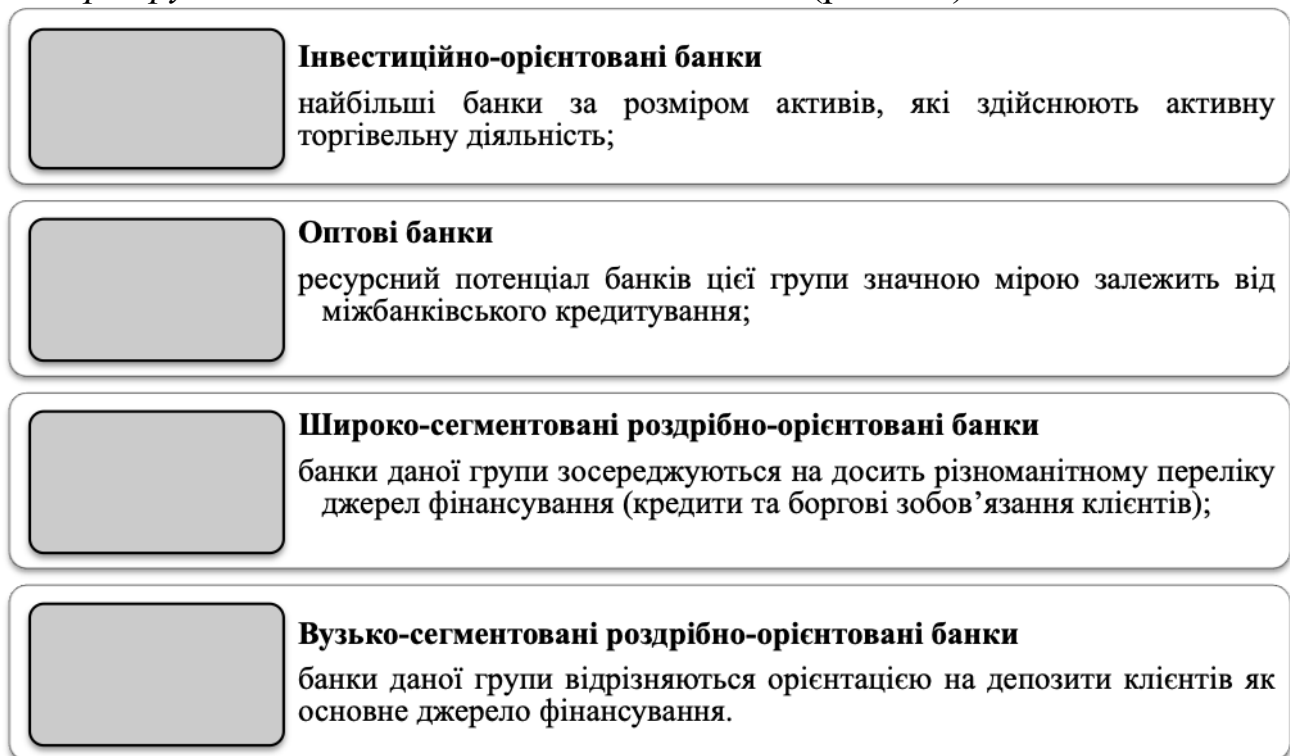 Інвестиційно-орієнтовані банки
найбільші банки за розміром активів, які здійснюють активну
торгівельну діяльність;
Оптові банки
ресурсний потенціал банків цієї групи значною мірою залежить від
міжбанківського кредитування;
Широко-сегментовані роздрібно-орієнтовані банки
банки даної групи зосереджуються на досить різноманітному переліку
джерел фінансування (кредити та боргові зобов’язання клієнтів);
Вузько-сегментовані роздрібно-орієнтовані банки
банки даної групи відрізняються орієнтацією на депозити клієнтів як
основне джерело фінансування.